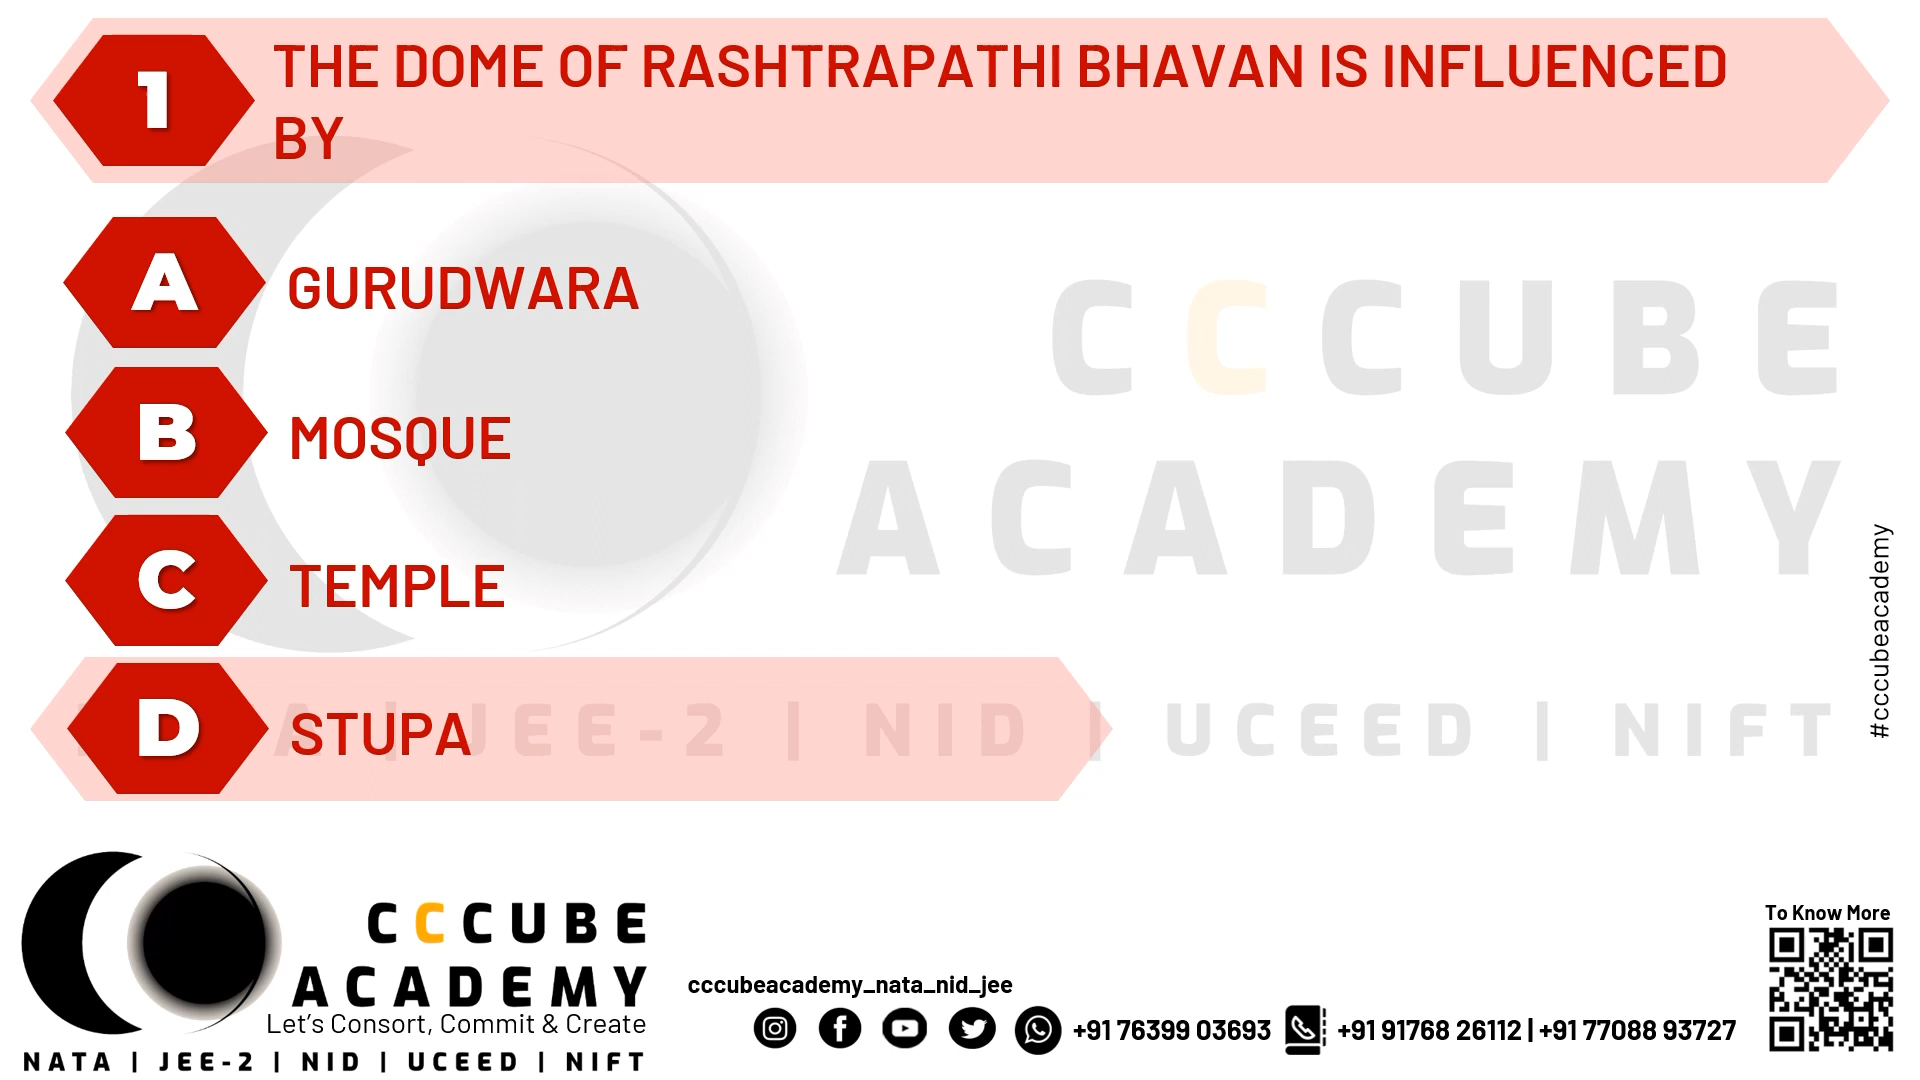 1
THE DOME OF RASHTRAPATHI BHAVAN IS INFLUENCED
BY
A
GURUDWARA
B
MOSQUE
C
TEMPLE
D
STUPA
CCCUBE
ACADEMY
JEE-2 | NID | UCEED | NIFT
#cccubeacademy
CCCUBE
ACADEMY
Let's Consort, Commit & Create
NATA | JEE-2 | NID | UCEED | NIFT
cccubeacademy_nata_nid_jee
+91 76399 03693
+91 91768 26112 | +91 77088 93727
To Know More